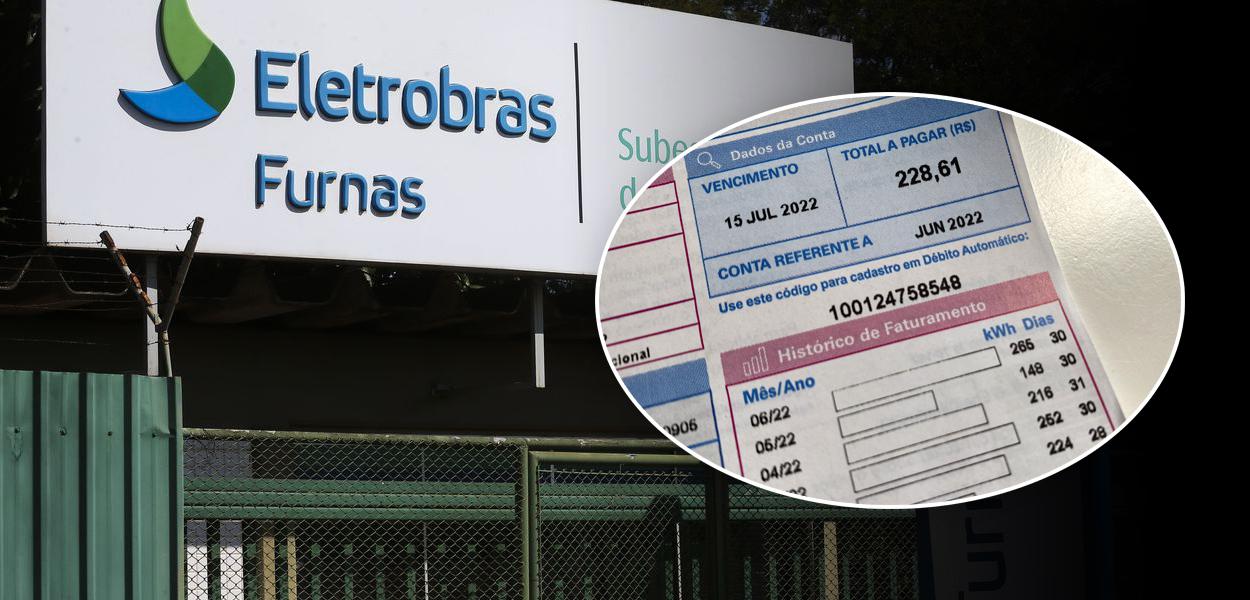 Eletrobras
Furnas
Dados da Conta
VENCIMENTO
TOTAL A PAGAR (R$)
15 JUL 2022
228,61
CONTA REFERENTE A
JUN 2022
Use este código para cadastro em Débito Automático:
100124758548
Histórico de Faturamento
Mês/Ano
kWh Dias
06/22 265 30
05/22 148 30
04/22 216 31
252 30
224 28